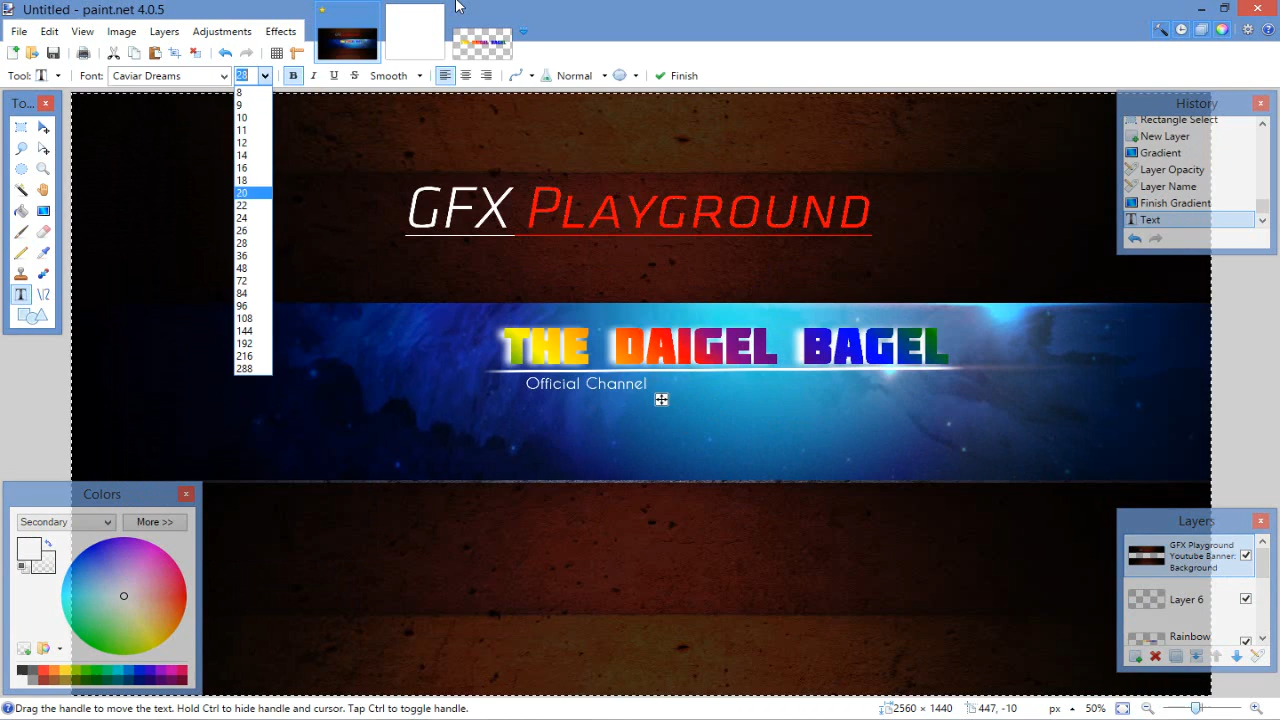 Untitled - paint.net 4.0.5
File Edit View Image Layers Adjustments Effects
Tool: T Font: Caviar Dreams 28 B I U S Smooth Normal Finish
8
9
10
11
12
14
16
18
20
22
24
26
28
36
48
72
84
96
108
144
192
216
288
To...
History
Rectangle Select
New Layer
Gradient
Layer Opacity
Layer Name
Finish Gradient
Text
GFX Playground
THE DAIGEL BAGEL
Official Channel
Colors
Secondary More >>
Layers
GFX Playground
Youtube Banner:
Background
Layer 6
Rainbow
Drag the handle to move the text. Hold Ctrl to hide handle and cursor. Tap Ctrl to toggle handle. 2560 × 1440 447, -10 px 50%